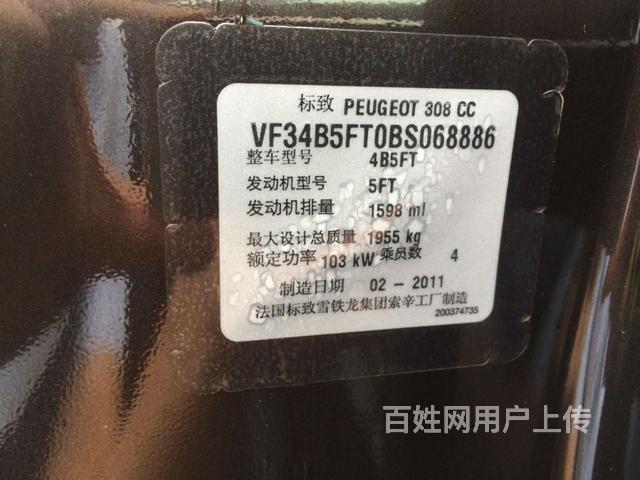 标致 PEUGEOT 308 CC
VF34B5FT0BS068886
整车型号 4B5FT
发动机型号 5FT
发动机排量 1598 ml
最大设计总质量 1955 kg
额定功率 103 kW 乘员数 4
制造日期 02 - 2011
法国标致雪铁龙集团索辛工厂制造
200374735
百姓网用户上传